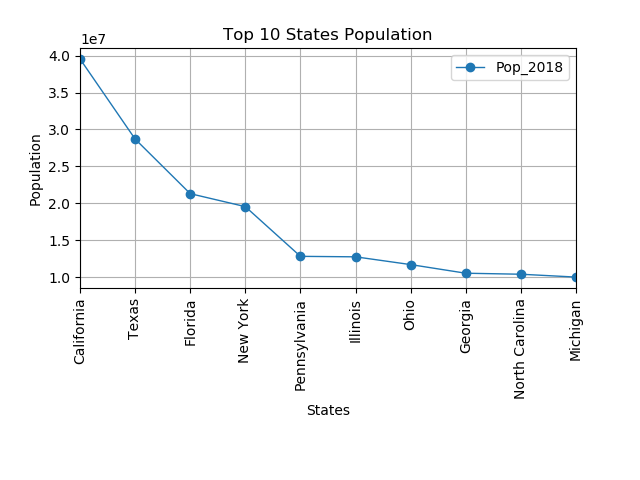 Top 10 States Population
1e7
Pop_2018
4.0
3.5
3.0
2.5
2.0
1.5
1.0
Population
California
Texas
Florida
New York
Pennsylvania
Illinois
Ohio
Georgia
North Carolina
Michigan
States